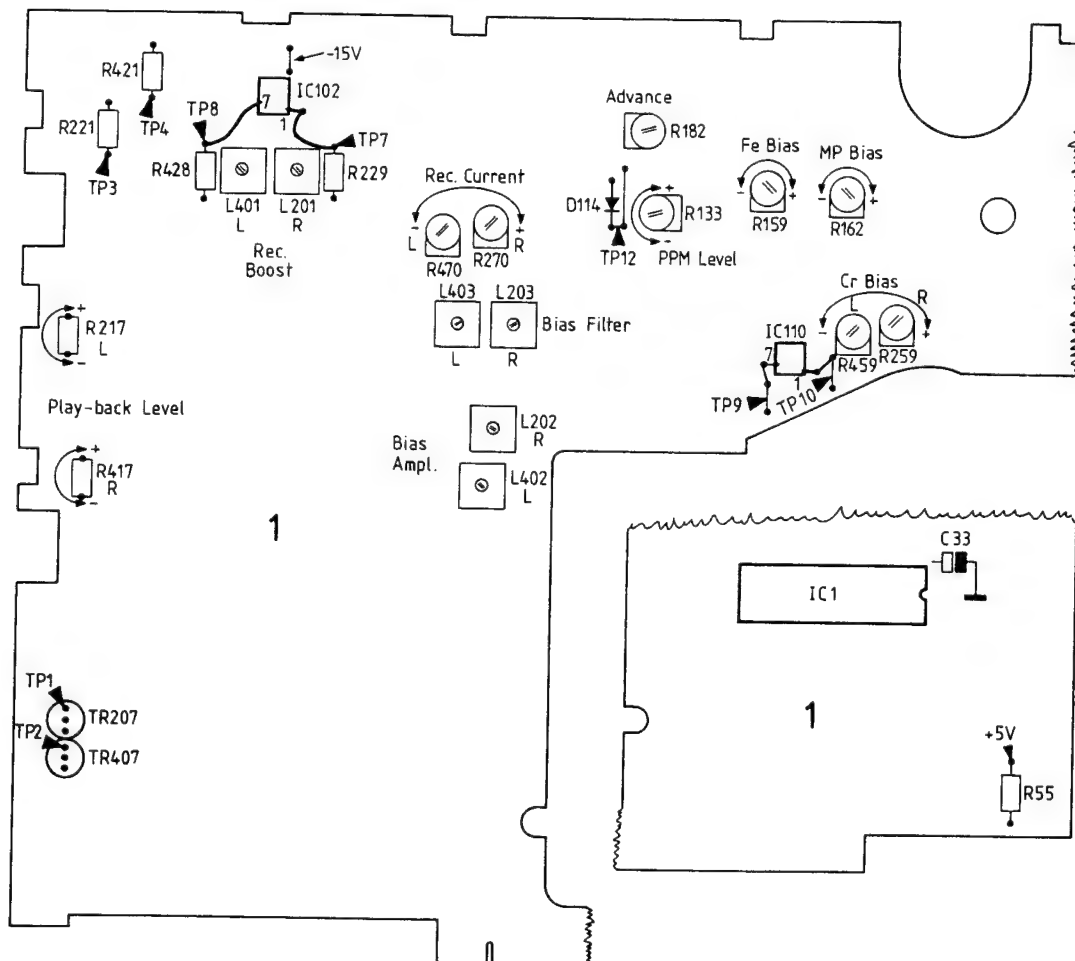 -15V
R421
IC102
7
1
TP8
TP4
R221
TP7
TP3
R428
R229
L401
L
L201
R
Rec.
Boost
Advance
R182
Fe Bias
- +
R159
MP Bias
- +
R162
Rec. Current
- +
L R
R470
R270
D114
+
R133
-
TP12
PPM Level
L403
L203
Bias Filter
L
R
Cr Bias
L R
- +
IC110
7
1
R459
R259
TP9
TP10
+
R217
L
-
Play-back Level
+
R417
R
-
L202
R
Bias
Ampl.
L402
L
1
C33
IC1
1
TP1
TR207
TP2
TR407
+5V
R55